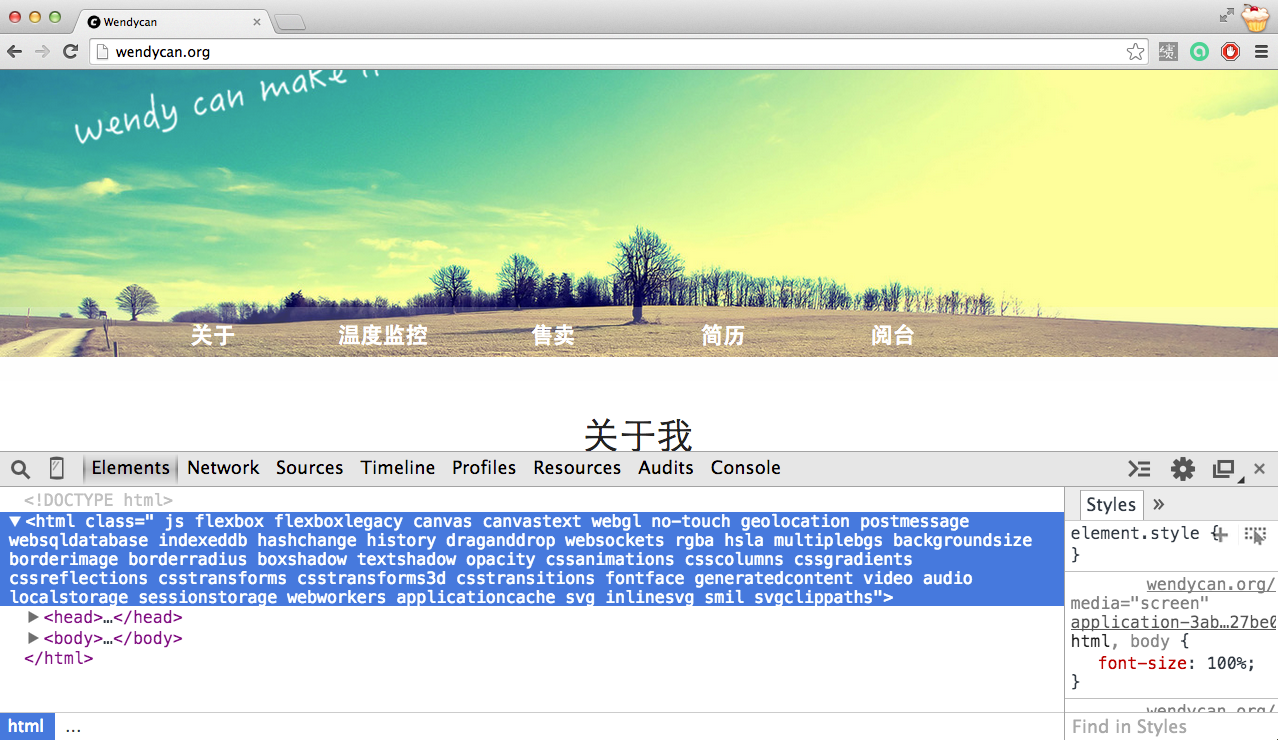 Wendycan
wendycan.org
wendy can make it
关于 温度监控 售卖 简历 阅台
关于我
Elements Network Sources Timeline Profiles Resources Audits Console
<!DOCTYPE html>
▼<html class=" js flexbox flexboxlegacy canvas canvastext webgl no-touch geolocation postmessage
websqldatabase indexeddb hashchange history draganddrop websockets rgba hsla multiplebgs backgroundsize
borderimage borderradius boxshadow textshadow opacity cssanimations csscolumns cssgradients
cssreflections csstransforms csstransforms3d csstransitions fontface generatedcontent video audio
localstorage sessionstorage webworkers applicationcache svg inlinesvg smil svgclippaths">
▶<head>…</head>
▶<body>…</body>
</html>
html …
Styles »
element.style {
}
wendycan.org/
media="screen"
application-3ab…27be0
html, body {
font-size: 100%;
}
wendycan.org/
Find in Styles